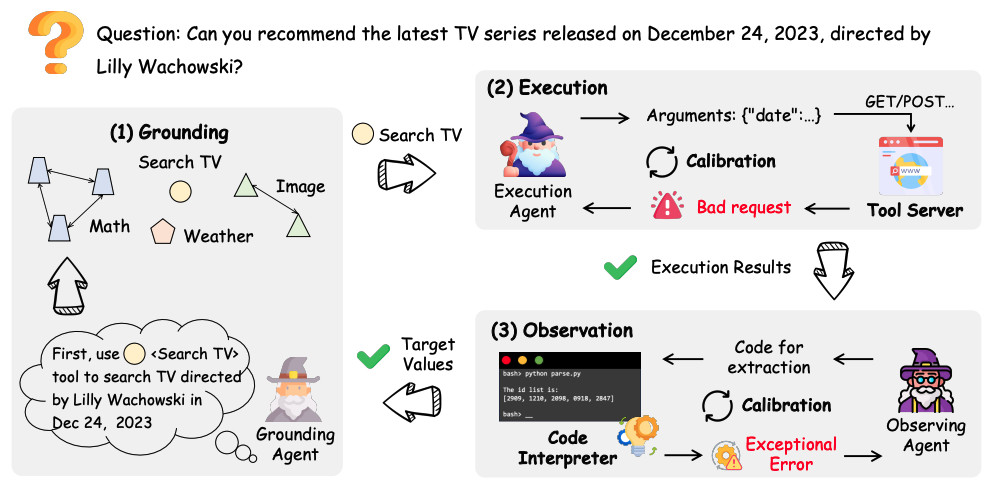 Question: Can you recommend the latest TV series released on December 24, 2023, directed by
Lilly Wachowski?
(1) Grounding
Search TV
Image
Math
Weather
First, use <Search TV>
tool to search TV directed
by Lilly Wachowski in
Dec 24, 2023
Grounding
Agent
Search TV
(2) Execution
Arguments: {"date":...}
GET/POST...
www
Calibration
Execution
Agent
Bad request
Tool Server
Execution Results
(3) Observation
bash> python parse.py
The id list is:
[2909, 1210, 2098, 0918, 2847]
bash> __
Code for
extraction
Calibration
Observing
Agent
Code
Interpreter
Exceptional
Error
Target
Values